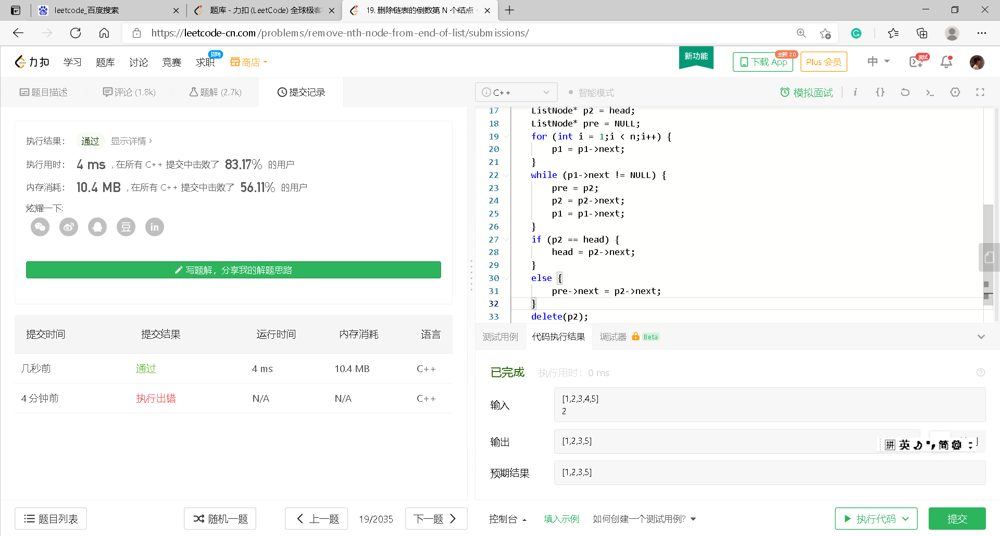 leetcode_百度搜索
题库 - 力扣 (LeetCode) 全球极客
19. 删除链表的倒数第 N 个结点 -
https://leetcode-cn.com/problems/remove-nth-node-from-end-of-list/submissions/
力扣
学习
题库
讨论
竞赛
求职
招聘
商店
新功能
下载 App
全新 2.0
Plus 会员
中
面试
题目描述
评论 (1.8k)
题解 (2.7k)
提交记录
C++
智能模式
模拟面试
执行结果：
通过
显示详情 >
执行用时：
4 ms
, 在所有 C++ 提交中击败了 83.17% 的用户
内存消耗：
10.4 MB
, 在所有 C++ 提交中击败了 56.11% 的用户
炫耀一下:
豆
in
写题解，分享我的解题思路
提交时间 提交结果 运行时间 内存消耗 语言
几秒前 通过 4 ms 10.4 MB C++
4 分钟前 执行出错 N/A N/A C++
17 ListNode* p2 = head;
18 ListNode* pre = NULL;
19 for (int i = 1;i < n;i++) {
20 p1 = p1->next;
21 }
22 while (p1->next != NULL) {
23 pre = p2;
24 p2 = p2->next;
25 p1 = p1->next;
26 }
27 if (p2 == head) {
28 head = p2->next;
29 }
30 else {
31 pre->next = p2->next;
32 }
33 delete(p2);
测试用例
代码执行结果
调试器
Beta
已完成
执行用时：0 ms
输入
[1,2,3,4,5]
2
输出
[1,2,3,5]
拼 英 简
预期结果
[1,2,3,5]
题目列表
随机一题
上一题
19/2035
下一题
控制台
填入示例
如何创建一个测试用例?
执行代码
提交